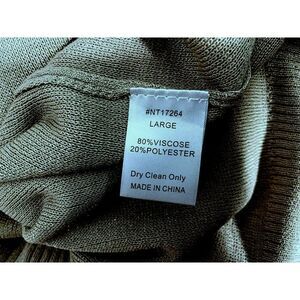 #NT17264
LARGE
80%VISCOSE
20%POLYESTER
Dry Clean Only
MADE IN CHINA